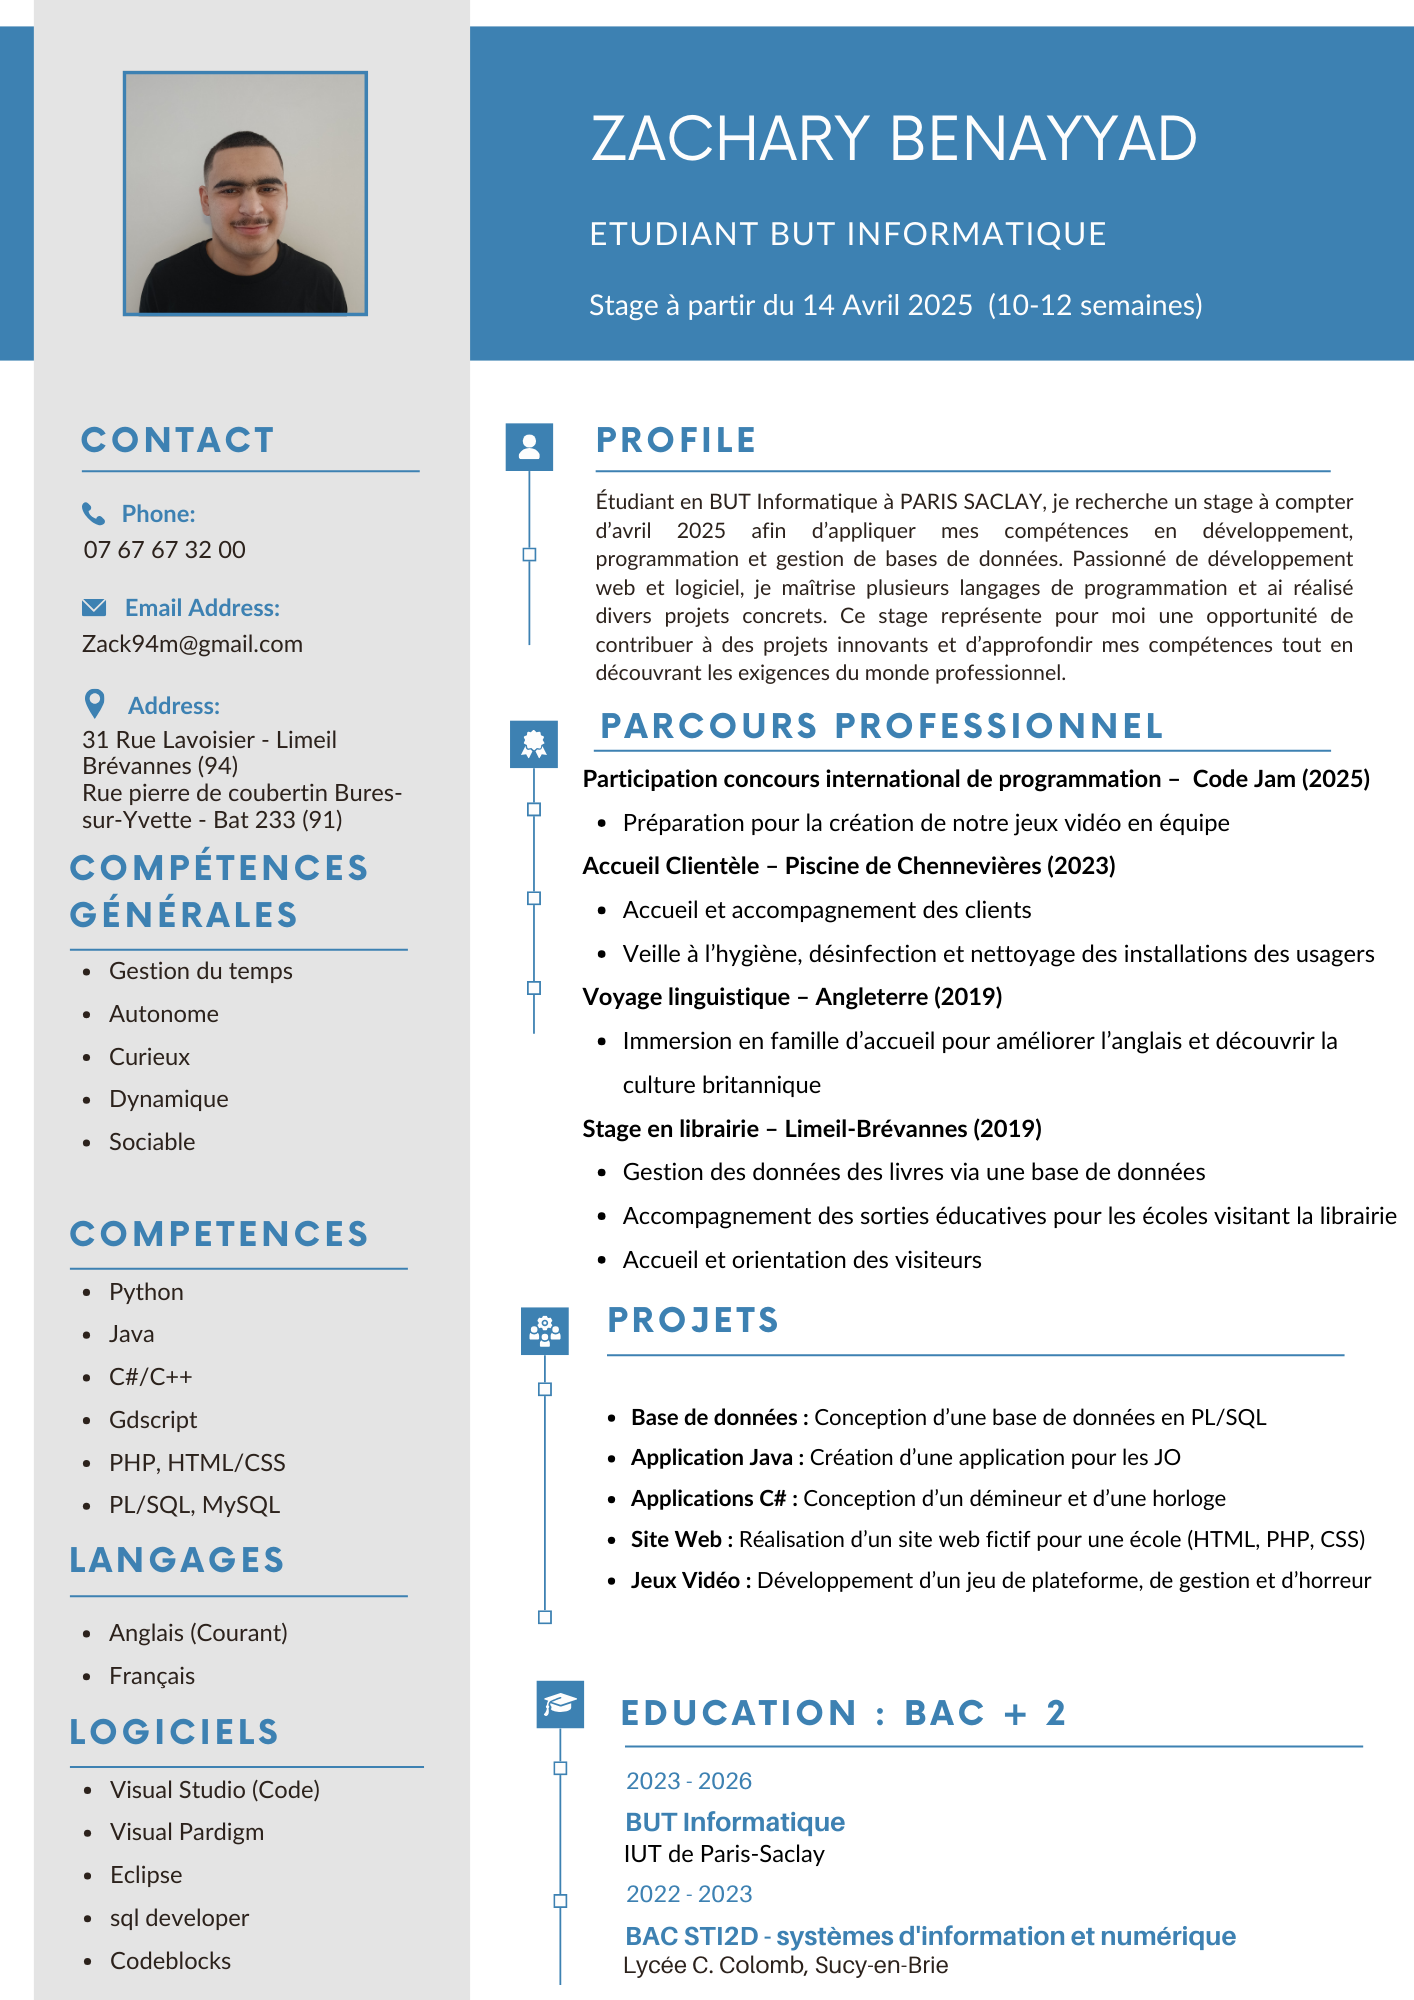 ZACHARY BENAYYAD
ETUDIANT BUT INFORMATIQUE
Stage à partir du 14 Avril 2025  (10-12 semaines)
CONTACT
Phone:
07 67 67 32 00
Email Address:
Zack94m@gmail.com
Address:
31 Rue Lavoisier - Limeil
Brévannes (94)
Rue pierre de coubertin Bures-
sur-Yvette - Bat 233 (91)
COMPÉTENCES
GÉNÉRALES
• Gestion du temps
• Autonome
• Curieux
• Dynamique
• Sociable
COMPETENCES
• Python
• Java
• C#/C++
• Gdscript
• PHP, HTML/CSS
• PL/SQL, MySQL
LANGAGES
• Anglais (Courant)
• Français
LOGICIELS
• Visual Studio (Code)
• Visual Pardigm
• Eclipse
• sql developer
• Codeblocks
PROFILE
Étudiant en BUT Informatique à PARIS SACLAY, je recherche un stage à compter
d’avril 2025 afin d’appliquer mes compétences en développement,
programmation et gestion de bases de données. Passionné de développement
web et logiciel, je maîtrise plusieurs langages de programmation et ai réalisé
divers projets concrets. Ce stage représente pour moi une opportunité de
contribuer à des projets innovants et d’approfondir mes compétences tout en
découvrant les exigences du monde professionnel.
PARCOURS PROFESSIONNEL
Participation concours international de programmation –  Code Jam (2025)
• Préparation pour la création de notre jeux vidéo en équipe
Accueil Clientèle – Piscine de Chennevières (2023)
• Accueil et accompagnement des clients
• Veille à l’hygiène, désinfection et nettoyage des installations des usagers
Voyage linguistique – Angleterre (2019)
• Immersion en famille d’accueil pour améliorer l’anglais et découvrir la
culture britannique
Stage en librairie – Limeil-Brévannes (2019)
• Gestion des données des livres via une base de données
• Accompagnement des sorties éducatives pour les écoles visitant la librairie
• Accueil et orientation des visiteurs
PROJETS
• Base de données : Conception d’une base de données en PL/SQL
• Application Java : Création d’une application pour les JO
• Applications C# : Conception d’un démineur et d’une horloge
• Site Web : Réalisation d’un site web fictif pour une école (HTML, PHP, CSS)
• Jeux Vidéo : Développement d’un jeu de plateforme, de gestion et d’horreur
EDUCATION : BAC + 2
2023 - 2026
BUT Informatique
IUT de Paris-Saclay
2022 - 2023
BAC STI2D - systèmes d'information et numérique
Lycée C. Colomb, Sucy-en-Brie